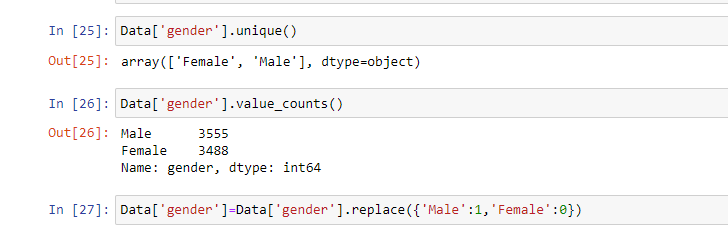 In [25]: Data['gender'].unique()
Out[25]: array(['Female', 'Male'], dtype=object)
In [26]: Data['gender'].value_counts()
Out[26]: Male      3555
Female    3488
Name: gender, dtype: int64
In [27]: Data['gender']=Data['gender'].replace({'Male':1,'Female':0})